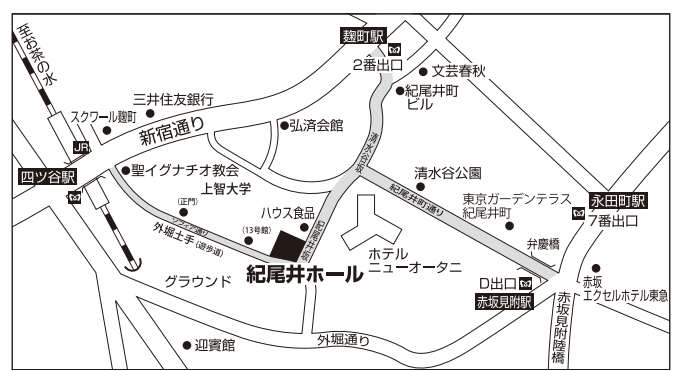 至お茶の水
麹町駅
2番出口
文芸春秋
紀尾井町
ビル
三井住友銀行
スクワール麹町
新宿通り
弘済会館
JR
四ツ谷駅
聖イグナチオ教会
上智大学
清水谷坂
清水谷公園
紀尾井町通り
東京ガーデンテラス
紀尾井町
永田町駅
7番出口
(正門)
ソフィア通り
外堀土手(遊歩道)
(13号館)
ハウス食品
紀尾井坂
紀尾井ホール
ホテル
ニューオータニ
弁慶橋
D出口
赤坂見附駅
赤坂
エクセルホテル東急
赤坂見附陸橋
グラウンド
外堀通り
迎賓館